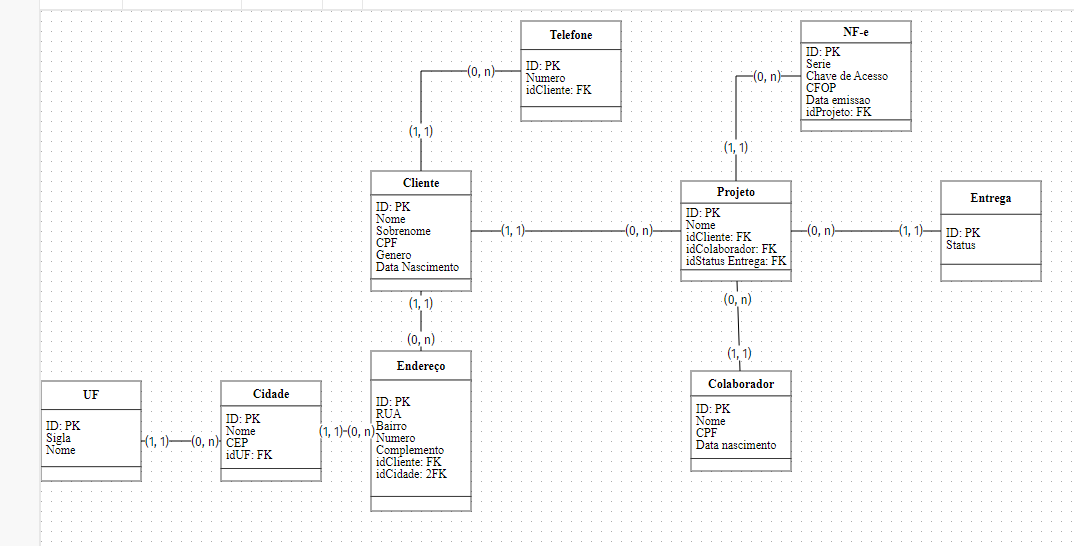 Telefone
ID: PK
Numero
idCliente: FK
NF-e
ID: PK
Serie
Chave de Acesso
CFOP
Data emissao
idProjeto: FK
(0, n)
(0, n)
(1, 1)
(1, 1)
Cliente
ID: PK
Nome
Sobrenome
CPF
Genero
Data Nascimento
(1, 1)
(0, n)
Projeto
ID: PK
Nome
idCliente: FK
idColaborador: FK
idStatus Entrega: FK
(0, n)
(1, 1)
Entrega
ID: PK
Status
(1, 1)
(0, n)
(0, n)
(1, 1)
UF
ID: PK
Sigla
Nome
(1, 1)
(0, n)
Cidade
ID: PK
Nome
CEP
idUF: FK
(1, 1)
(0, n)
Endereço
ID: PK
RUA
Bairro
Numero
Complemento
idCliente: FK
idCidade: 2FK
Colaborador
ID: PK
Nome
CPF
Data nascimento